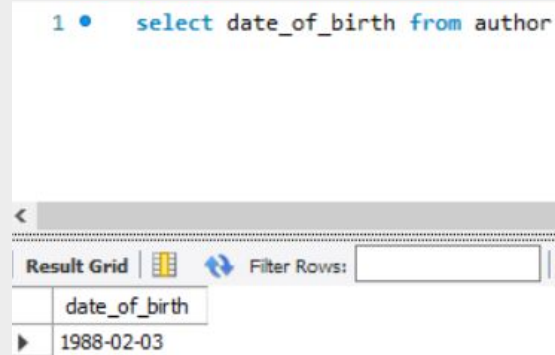 1 select date_of_birth from author
Result Grid Filter Rows:
date_of_birth
1988-02-03